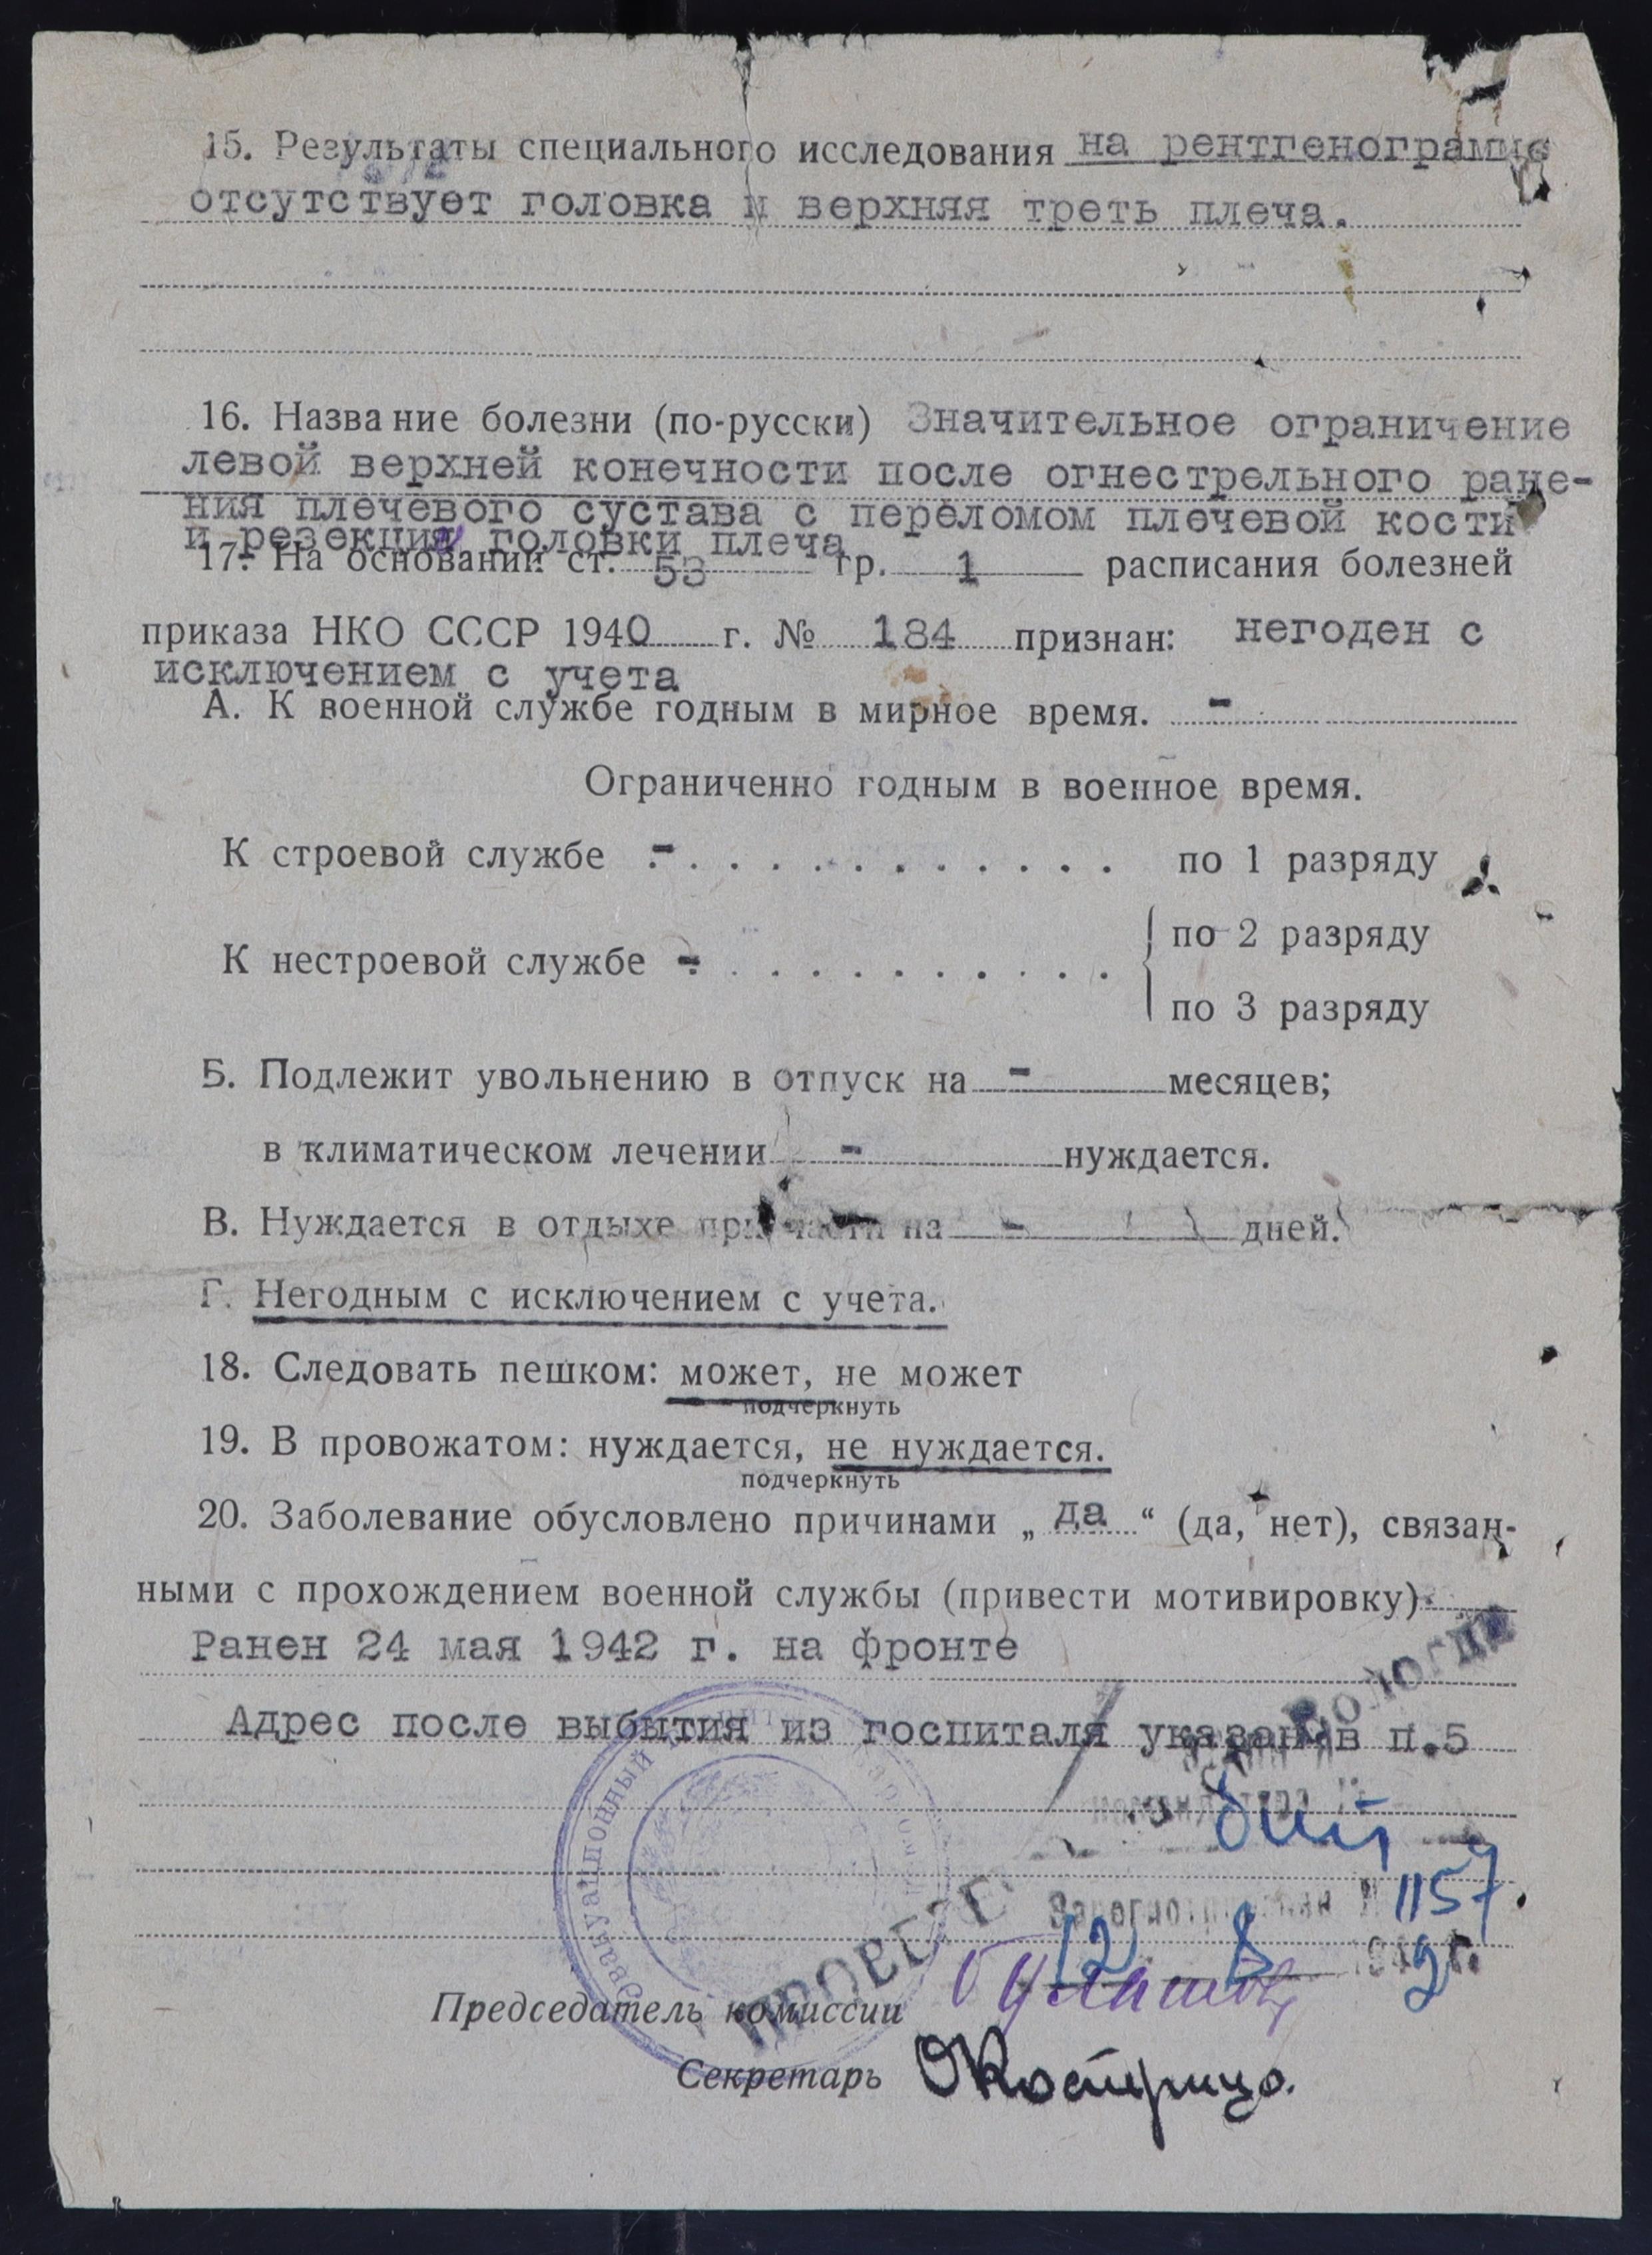 15. Результаты специального исследования на рентгенограмме
отсутствует головка и верхняя треть плеча.
16. Название болезни (по-русски) Значительное ограничение
левой верхней конечности после огнестрельного ране-
ния плечевого сустава с переломом плечевой кости
и резекции головки плеча
17. На основании ст. 53 гр. 1 расписания болезней
приказа НКО СССР 1940 г. № 184 признан: негоден с
исключением с учета
А. К военной службе годным в мирное время. -
Ограниченно годным в военное время.
К строевой службе - по 1 разряду
К нестроевой службе - по 2 разряду
по 3 разряду
Б. Подлежит увольнению в отпуск на - месяцев;
в климатическом лечении - нуждается.
В. Нуждается в отдыхе при части на - дней.
Г. Негодным с исключением с учета.
18. Следовать пешком: может, не может
подчеркнуть
19. В провожатом: нуждается, не нуждается.
подчеркнуть
20. Заболевание обусловлено причинами „ да “ (да, нет), связан-
ными с прохождением военной службы (привести мотивировку)
Ранен 24 мая 1942 г. на фронте
Адрес после выбытия из госпиталя указан в п.5
Эвакуационный
1157
12 8 1942 г.
Председатель комиссии
Секретарь